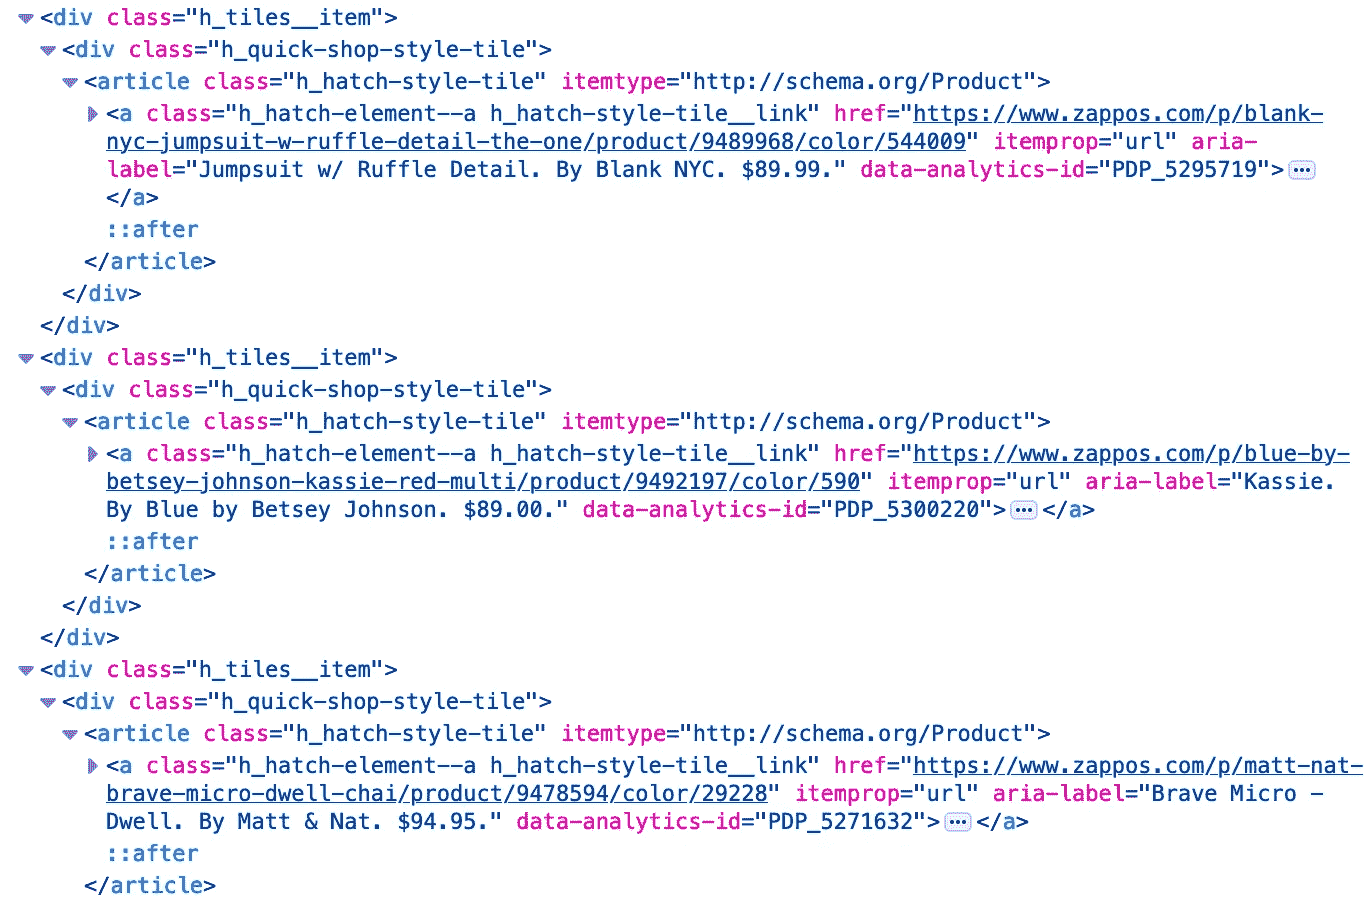 <div class="h_tiles__item">
<div class="h_quick-shop-style-tile">
<article class="h_hatch-style-tile" itemtype="http://schema.org/Product">
<a class="h_hatch-element--a h_hatch-style-tile__link" href="https://www.zappos.com/p/blank-
nyc-jumpsuit-w-ruffle-detail-the-one/product/9489968/color/544009" itemprop="url" aria-
label="Jumpsuit w/ Ruffle Detail. By Blank NYC. $89.99." data-analytics-id="PDP_5295719">
</a>
::after
</article>
</div>
</div>
<div class="h_tiles__item">
<div class="h_quick-shop-style-tile">
<article class="h_hatch-style-tile" itemtype="http://schema.org/Product">
<a class="h_hatch-element--a h_hatch-style-tile__link" href="https://www.zappos.com/p/blue-by-
betsey-johnson-kassie-red-multi/product/9492197/color/590" itemprop="url" aria-label="Kassie.
By Blue by Betsey Johnson. $89.00." data-analytics-id="PDP_5300220">…</a>
::after
</article>
</div>
</div>
<div class="h_tiles__item">
<div class="h_quick-shop-style-tile">
<article class="h_hatch-style-tile" itemtype="http://schema.org/Product">
<a class="h_hatch-element--a h_hatch-style-tile__link" href="https://www.zappos.com/p/matt-nat-
brave-micro-dwell-chai/product/9478594/color/29228" itemprop="url" aria-label="Brave Micro -
Dwell. By Matt & Nat. $94.95." data-analytics-id="PDP_5271632">…</a>
::after
</article>